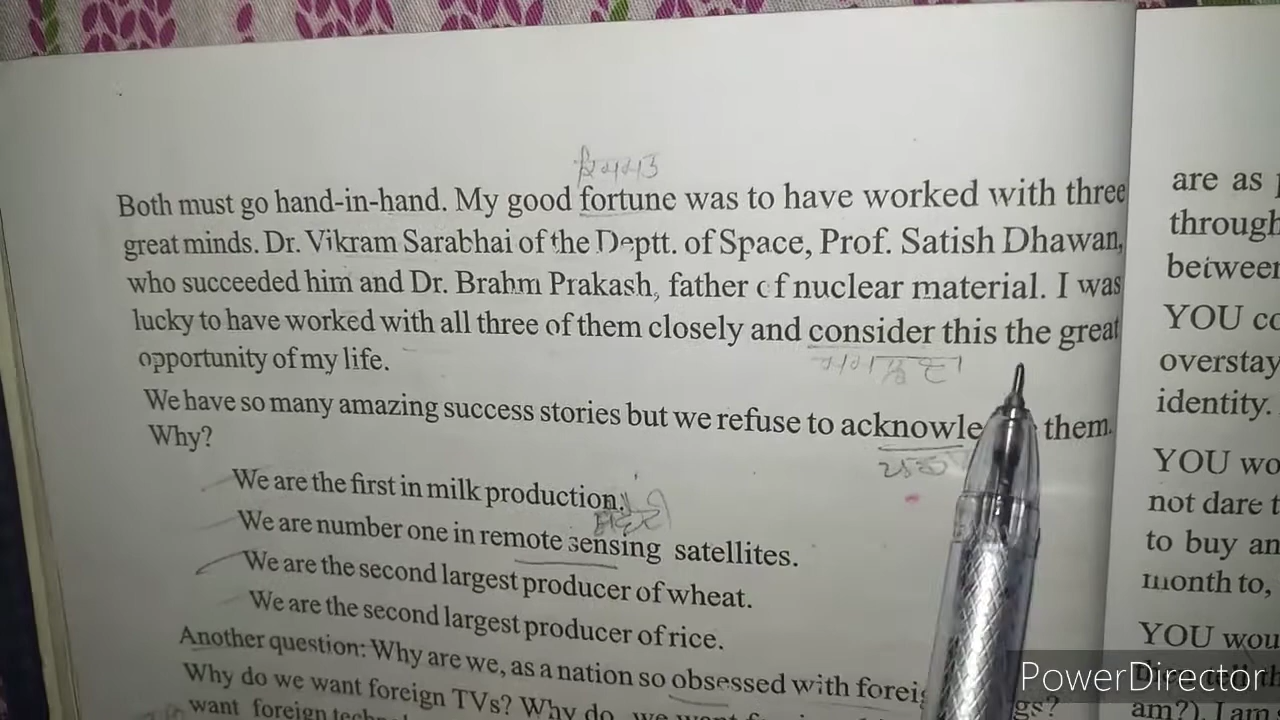 Both must go hand-in-hand. My good fortune was to have worked with three
great minds. Dr. Vikram Sarabhai of the Deptt. of Space, Prof. Satish Dhawan,
who succeeded him and Dr. Brahm Prakash, father of nuclear material. I was
lucky to have worked with all three of them closely and consider this the great
opportunity of my life.
We have so many amazing success stories but we refuse to them.
Why?
We are the first in milk production.
We are number one in remote sensing satellites.
We are the second largest producer of wheat.
We are the second largest producer of rice.
Another question: Why are we, as a nation so obsessed with
Why do we want foreign TVs? Why do we want
want foreign
are as
through
between
YOU
overstay
identity.
YOU
not dare
to buy
month to,
YOU
am?) I am
PowerDirector